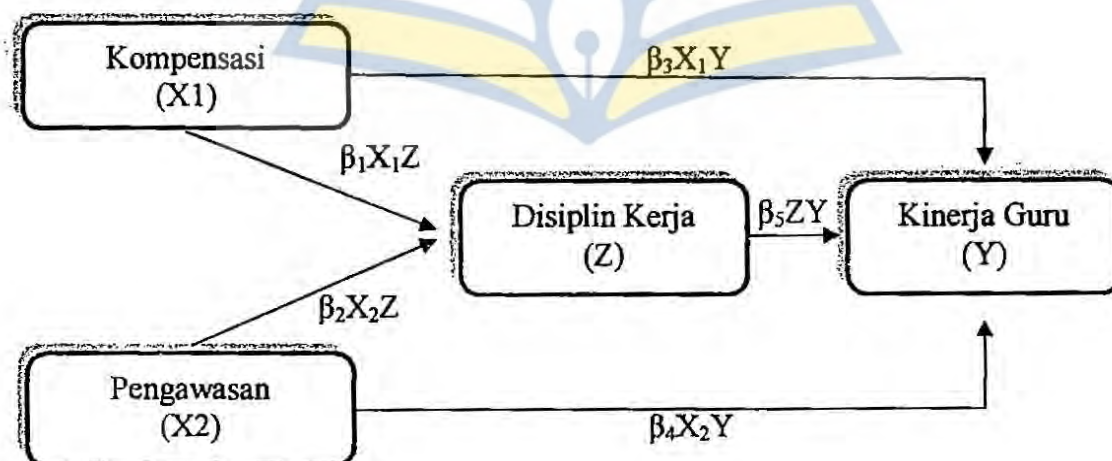 Kompensasi
(X1)
β₃X₁Y
β₁X₁Z
Disiplin Kerja
(Z)
β₅ZY
Kinerja Guru
(Y)
β₂X₂Z
Pengawasan
(X2)
β₄X₂Y